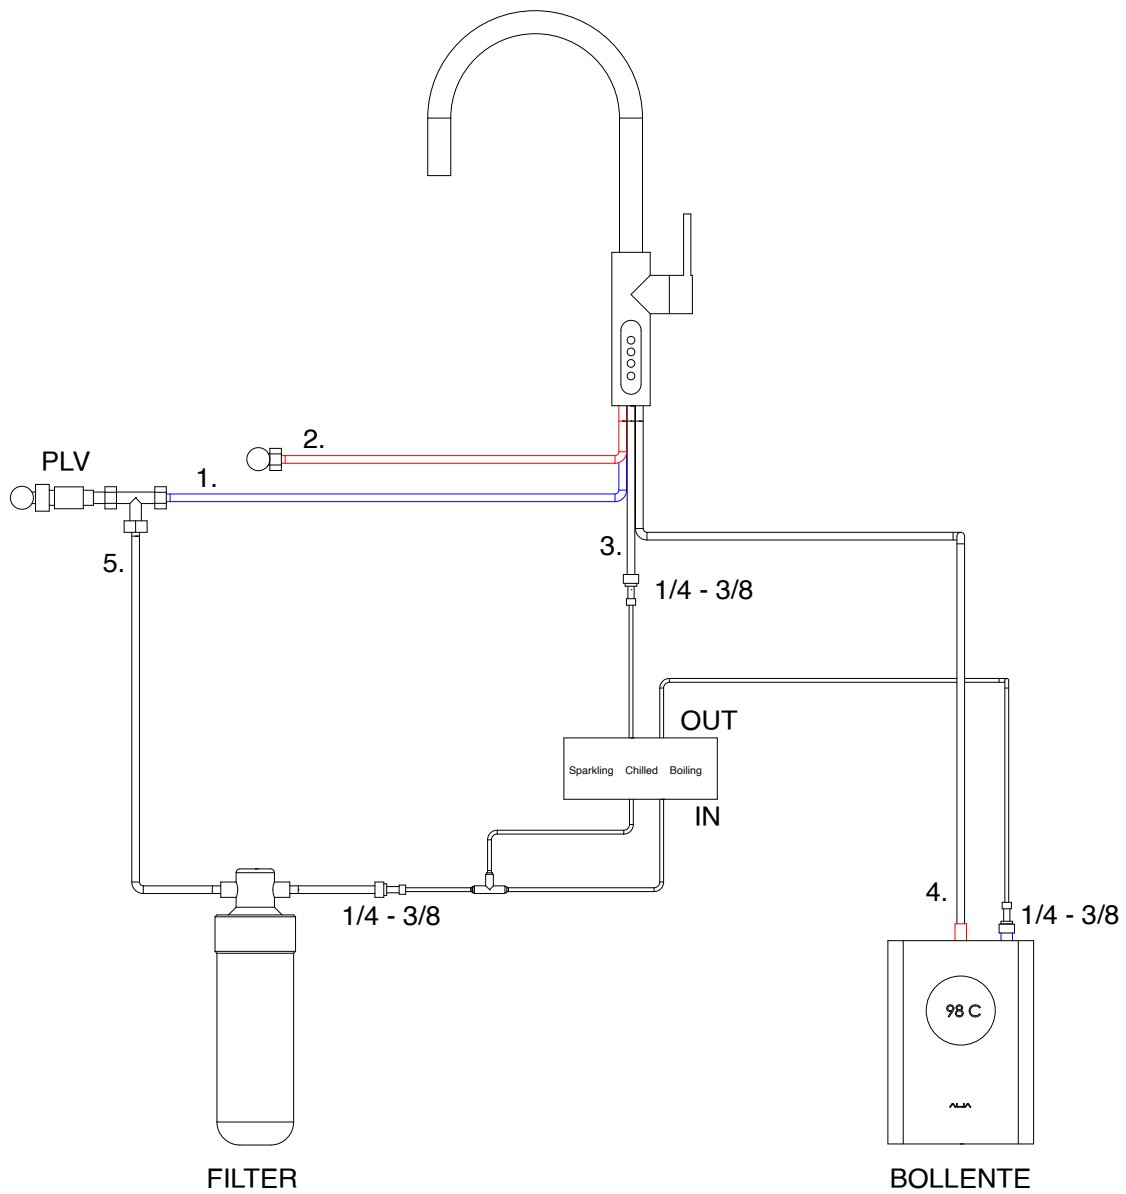 2.
PLV
1.
3.
5.
1/4 - 3/8
OUT
Sparkling Chilled Boiling
IN
4.
1/4 - 3/8
1/4 - 3/8
98 C
FILTER
BOLLENTE